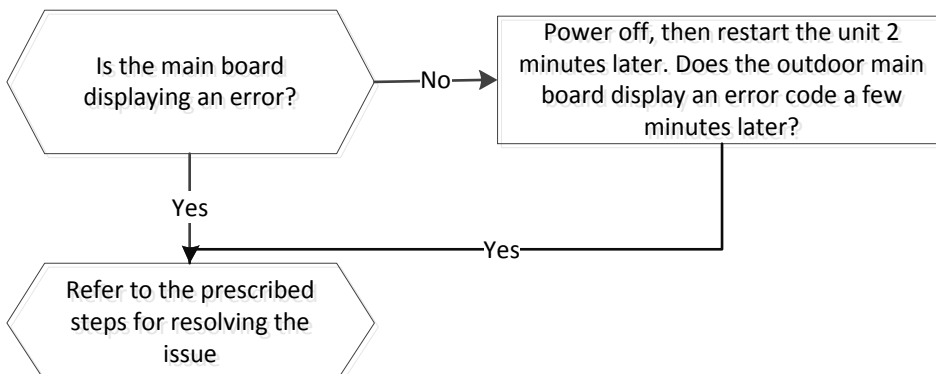 Is the main board
displaying an error?
No
Power off, then restart the unit 2
minutes later. Does the outdoor main
board display an error code a few
minutes later?
Yes
Yes
Refer to the prescribed
steps for resolving the
issue